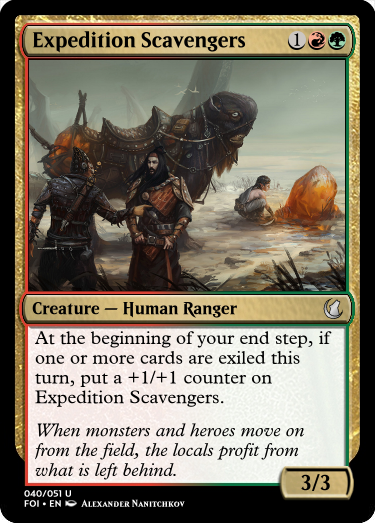 Expedition Scavengers 1
Creature — Human Ranger
At the beginning of your end step, if
one or more cards are exiled this
turn, put a +1/+1 counter on
Expedition Scavengers.
When monsters and heroes move on
from the field, the locals profit from
what is left behind.
3/3
040/051 U
FOI • EN Alexander Nanitchkov